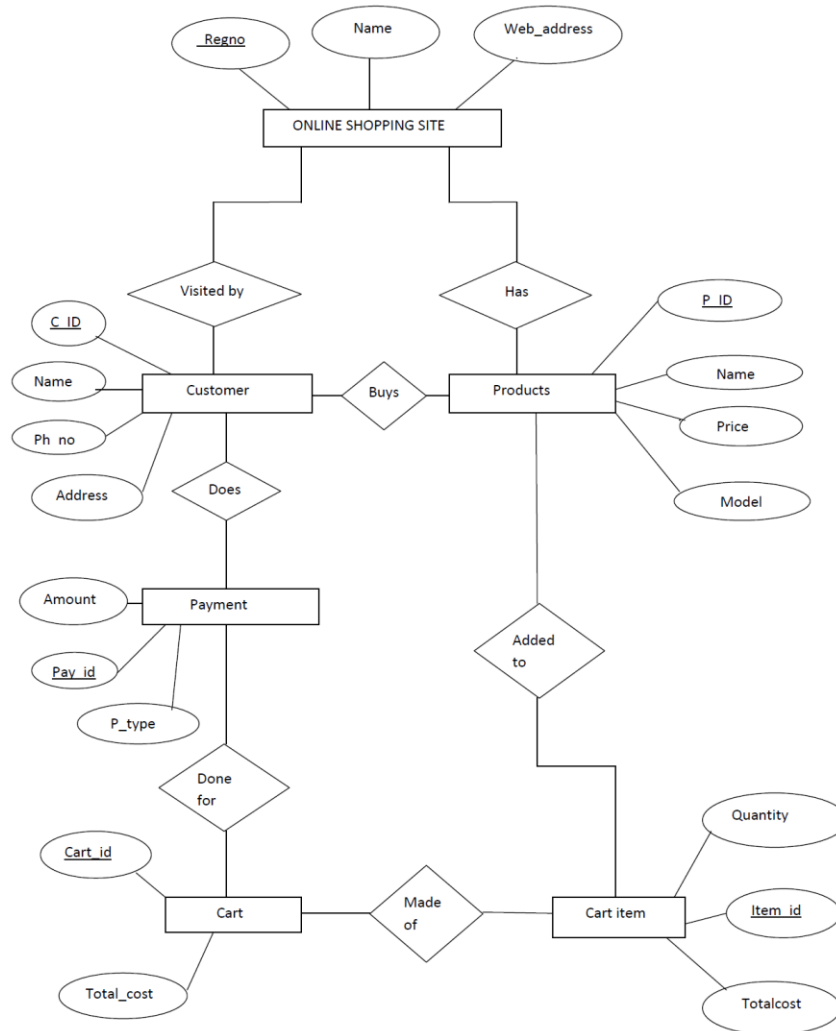 Regno
Name
Web_address
ONLINE SHOPPING SITE
Visited by
Has
C_ID
P_ID
Name
Customer
Buys
Products
Name
Ph_no
Price
Address
Does
Model
Amount
Payment
Pay_id
P_type
Added
to
Done
for
Quantity
Cart_id
Cart
Made
of
Cart item
Item_id
Total_cost
Totalcost